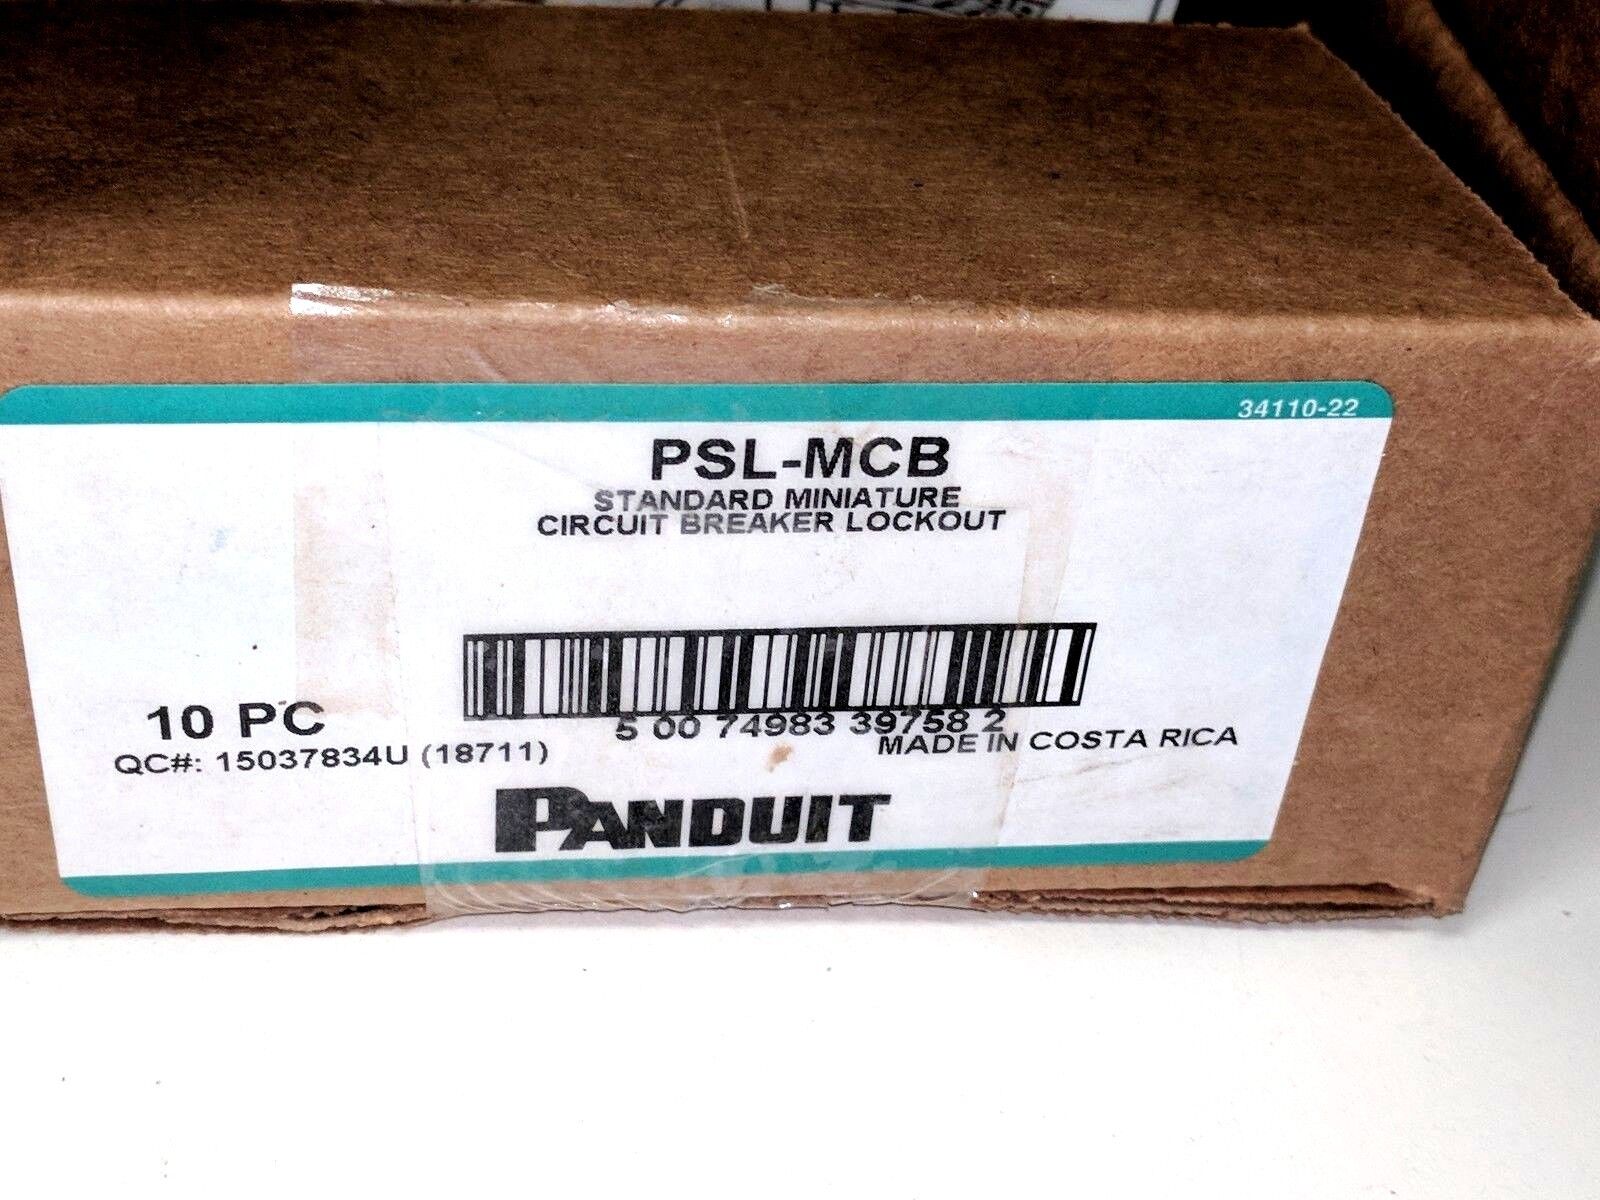 34110-22
PSL-MCB
STANDARD MINIATURE
CIRCUIT BREAKER LOCKOUT
5 00 74983 39758 2
10 PC
MADE IN COSTA RICA
QC#: 15037834U (18711)
PANDUIT